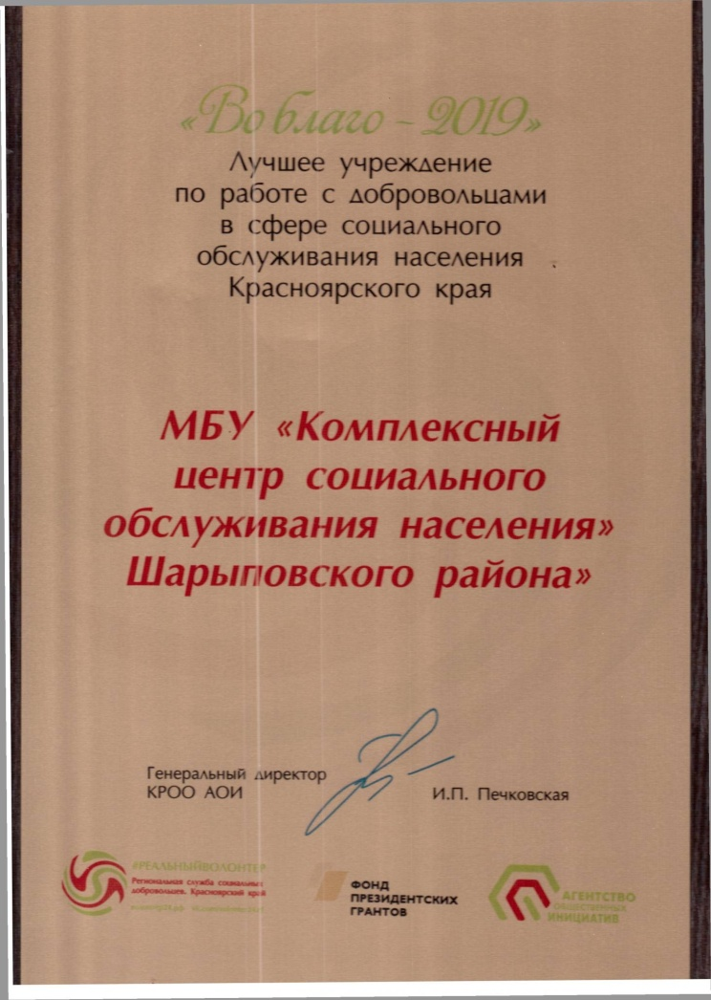 «Во благо – 2019»
Лучшее учреждение
по работе с добровольцами
в сфере социального
обслуживания населения
Красноярского края
МБУ «Комплексный
центр социального
обслуживания населения»
Шарыповского района»
Генеральный директор
КРОО АОИ
И.П. Печковская
#РЕАЛЬНЫЙВОЛОНТЕР
Региональная служба социальных
добровольцев. Красноярский край
ФОНД
ПРЕЗИДЕНТСКИХ
ГРАНТОВ
АГЕНТСТВО
ОБЩЕСТВЕННЫХ
ИНИЦИАТИВ